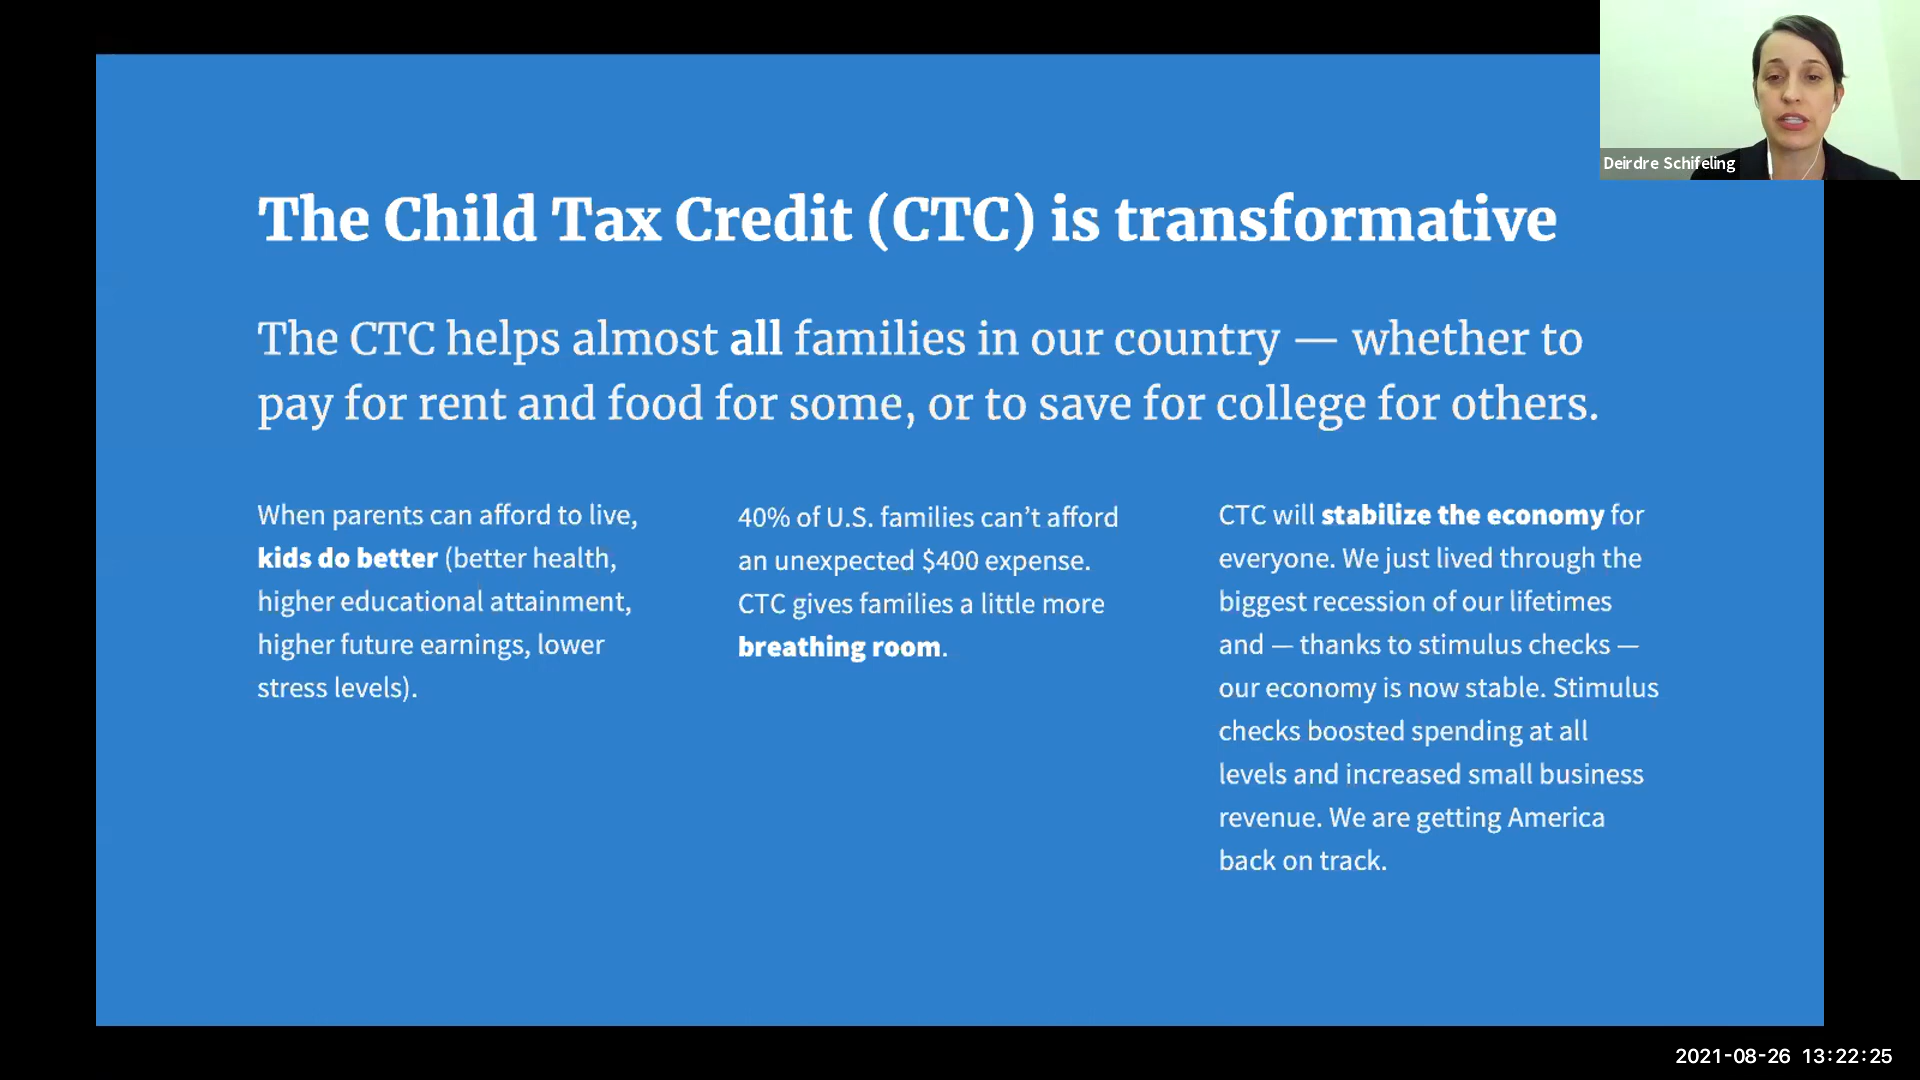 Deirdre Schifeling
The Child Tax Credit (CTC) is transformative
The CTC helps almost all families in our country — whether to
pay for rent and food for some, or to save for college for others.
When parents can afford to live,
kids do better (better health,
higher educational attainment,
higher future earnings, lower
stress levels).
40% of U.S. families can’t afford
an unexpected $400 expense.
CTC gives families a little more
breathing room.
CTC will stabilize the economy for
everyone. We just lived through the
biggest recession of our lifetimes
and — thanks to stimulus checks —
our economy is now stable. Stimulus
checks boosted spending at all
levels and increased small business
revenue. We are getting America
back on track.
2021-08-26 13:22:25